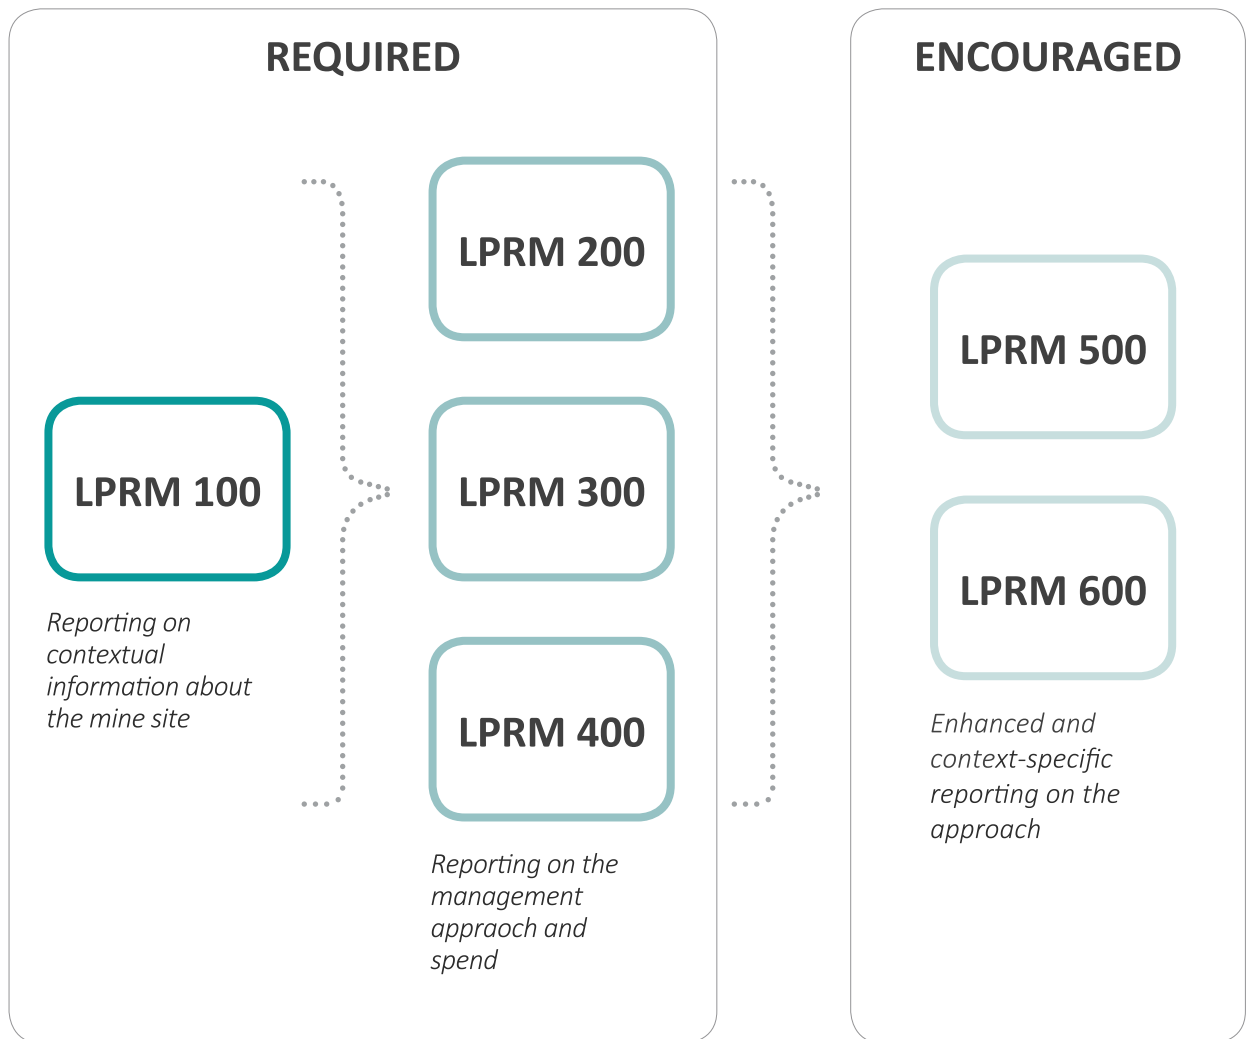 REQUIRED
LPRM 100
Reporting on
contextual
information about
the mine site
LPRM 200
LPRM 300
LPRM 400
Reporting on the
management
appraoch and
spend
ENCOURAGED
LPRM 500
LPRM 600
Enhanced and
context-specific
reporting on the
approach